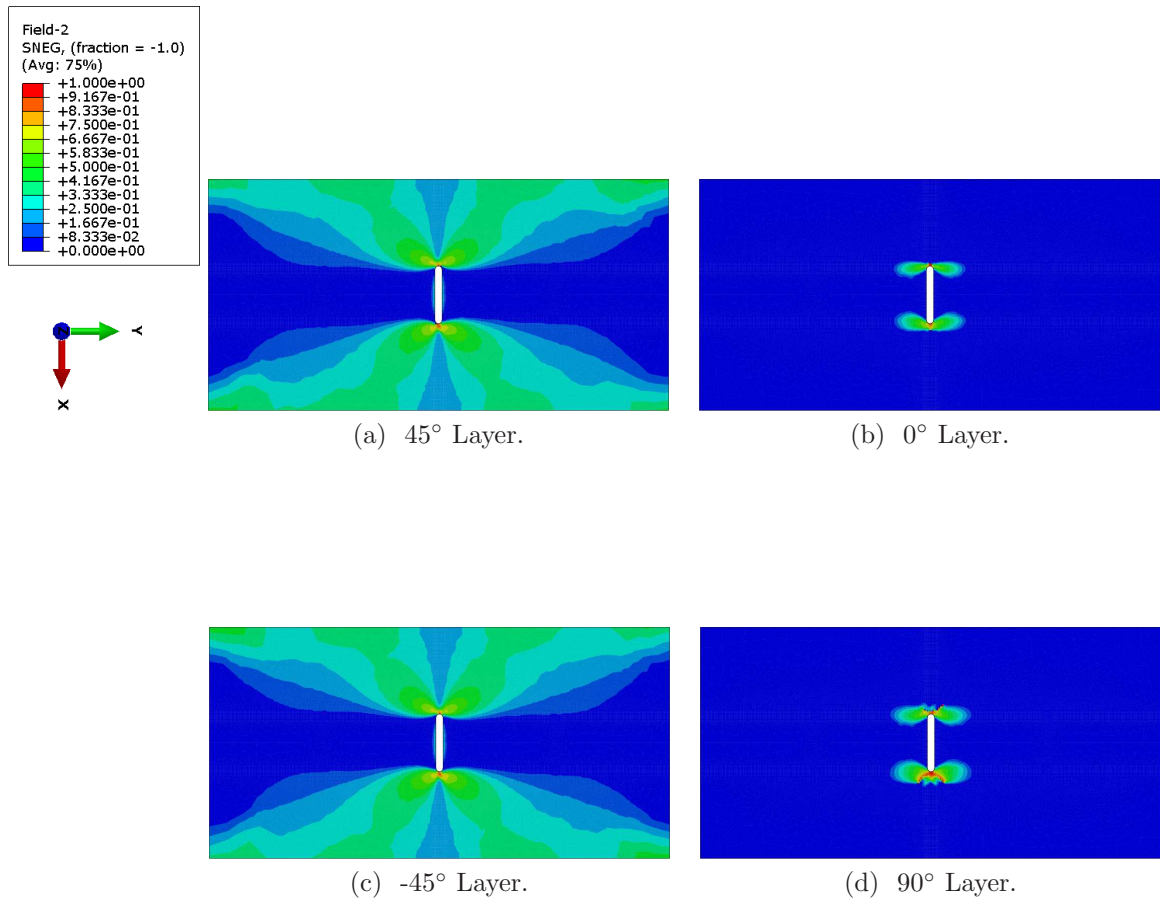 Field-2
SNEG, (fraction = -1.0)
(Avg: 75%)
+1.000e+00
+9.167e-01
+8.333e-01
+7.500e-01
+6.667e-01
+5.833e-01
+5.000e-01
+4.167e-01
+3.333e-01
+2.500e-01
+1.667e-01
+8.333e-02
+0.000e+00
Z
Y
X
(a) 45° Layer.
(b) 0° Layer.
(c) -45° Layer.
(d) 90° Layer.